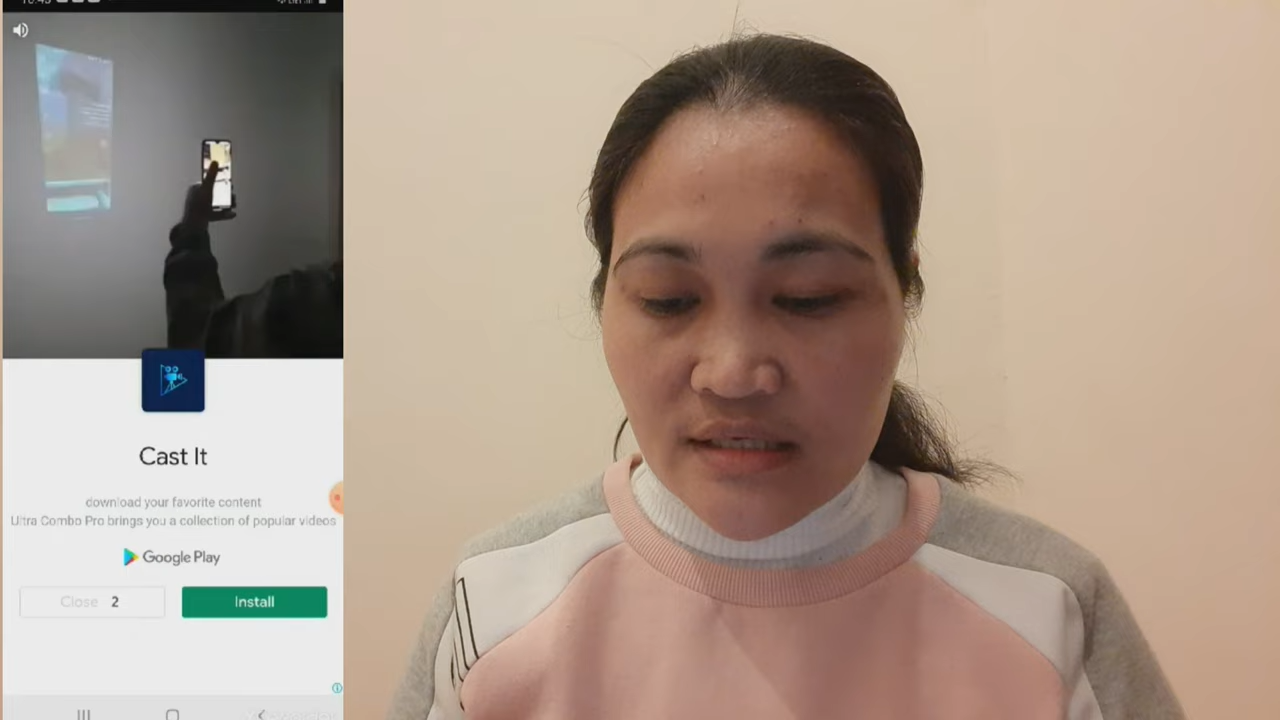 Cast It
download your favorite content
Ultra Combo Pro brings you a collection of popular videos
Google Play
Close 2
Install